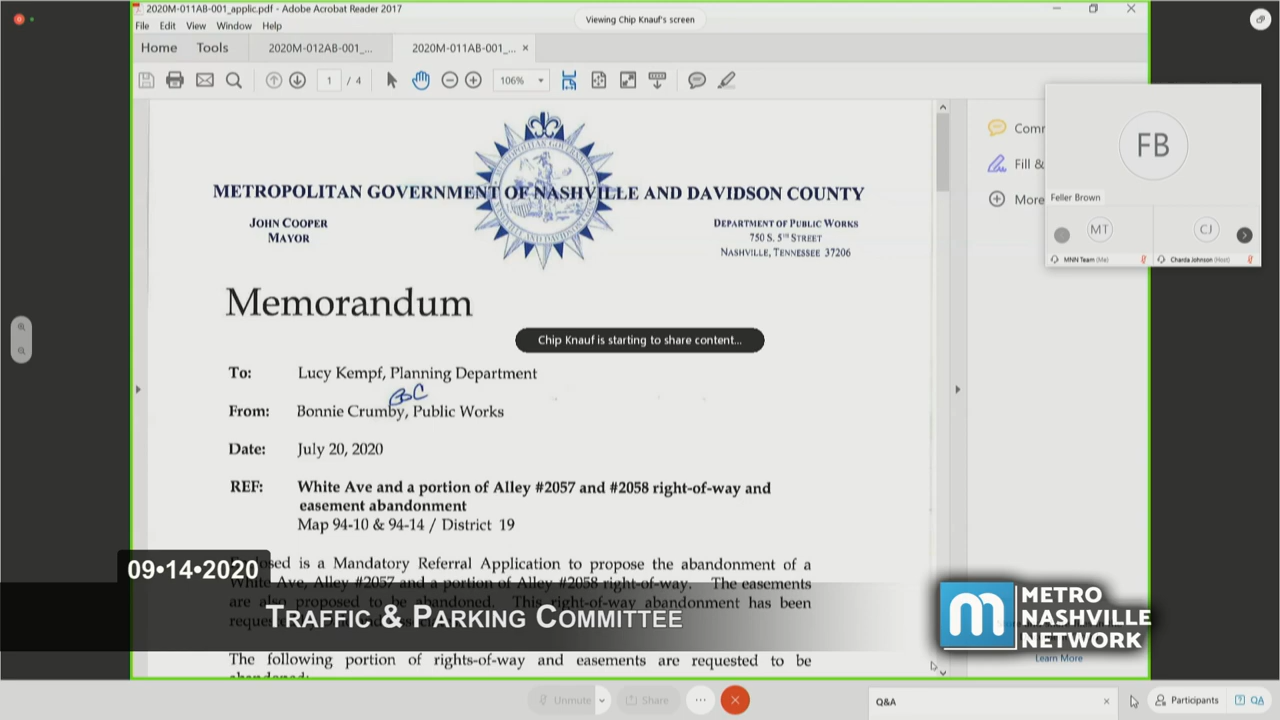 2020M-011AB-001_applic.pdf - Adobe Acrobat Reader 2017
Viewing Chip Knauf's screen
File Edit View Window Help
Home Tools 2020M-012AB-001_... 2020M-011AB-001_... ×
1 / 4 106%
Comm
Fill &
More
FB
Feller Brown
MT CJ
MNN Team (Me) Charda Johnson (Host)
METROPOLITAN GOVERNMENT OF NASHVILLE AND DAVIDSON COUNTY
JOHN COOPER
MAYOR
DEPARTMENT OF PUBLIC WORKS
750 S. 5TH STREET
NASHVILLE, TENNESSEE 37206
Memorandum
Chip Knauf is starting to share content...
To: Lucy Kempf, Planning Department
BBC
From: Bonnie Crumby, Public Works
Date: July 20, 2020
REF: White Ave and a portion of Alley #2057 and #2058 right-of-way and
easement abandonment
Map 94-10 & 94-14 / District 19
Enclosed is a Mandatory Referral Application to propose the abandonment of a
White Ave, Alley #2057 and a portion of Alley #2058 right-of-way. The easements
are also proposed to be abandoned. This right-of-way abandonment has been
The following portion of rights-of-way and easements are requested to be
abandoned:
09•14•2020
TRAFFIC & PARKING COMMITTEE
m METRO
NASHVILLE
NETWORK
Learn More
Unmute Share ... × Q&A × Participants QA